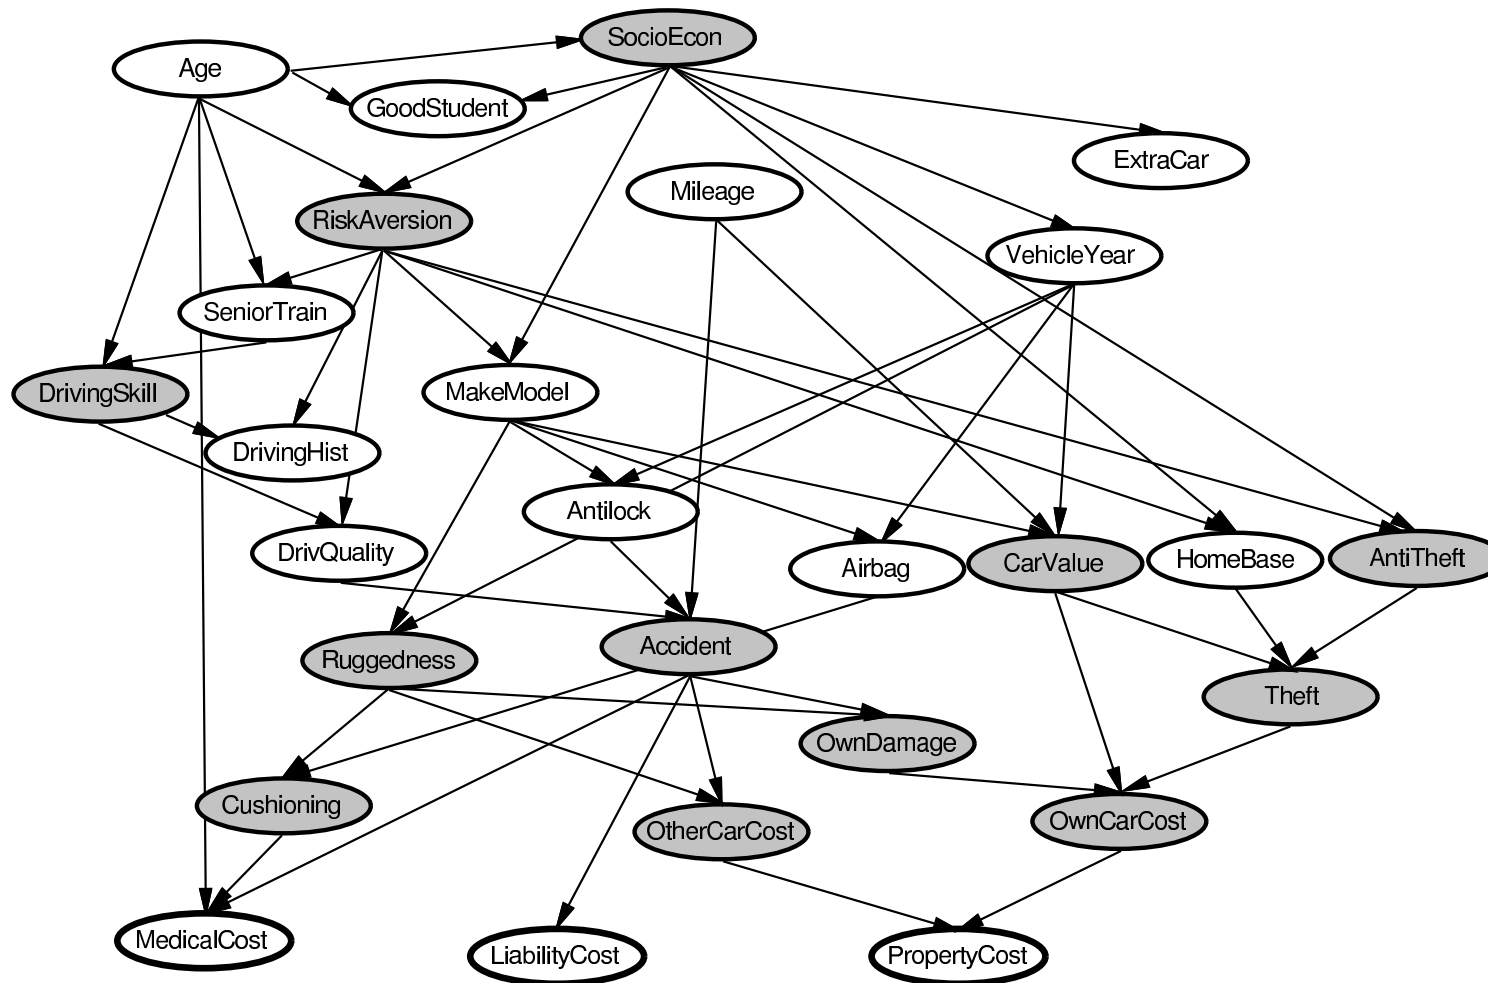 SocioEcon
Age
GoodStudent
ExtraCar
Mileage
RiskAversion
VehicleYear
SeniorTrain
DrivingSkill
MakeModel
DrivingHist
Antilock
DrivQuality
Airbag
CarValue
HomeBase
AntiTheft
Ruggedness
Accident
Theft
OwnDamage
Cushioning
OtherCarCost
OwnCarCost
MedicalCost
LiabilityCost
PropertyCost